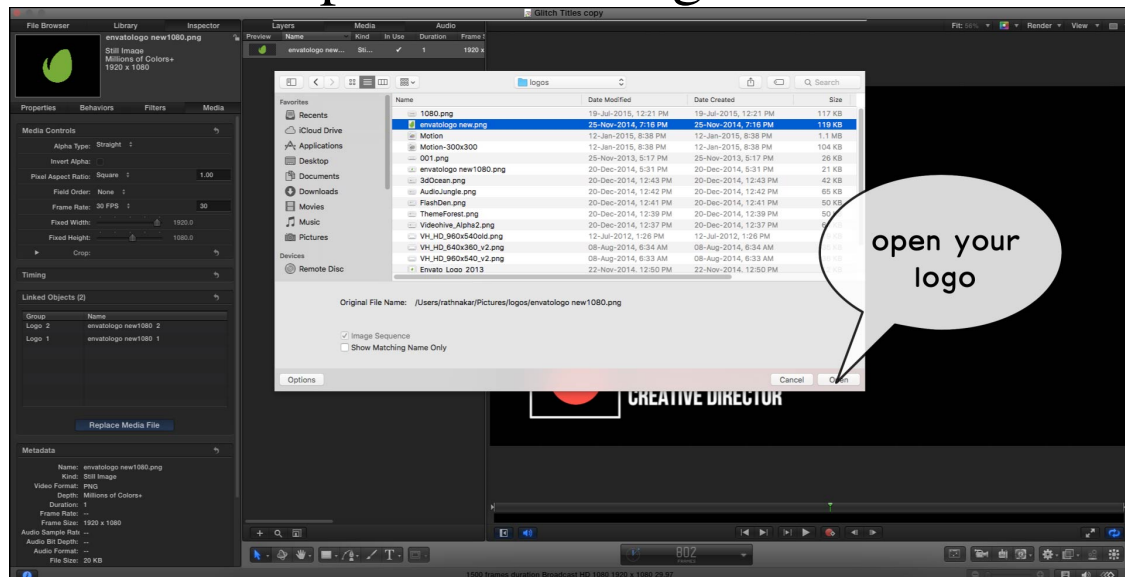 Glitch Titles copy
File Browser Library Inspector
Layers Media Audio
Fit: 56% Render View
envatologo new1080.png
Still Image
Millions of Colors+
1920 x 1080
Preview Name Kind In Use Duration Frame
envatologo new... Sti... ✓ 1 1920 x
Properties Behaviors Filters Media
Media Controls
Alpha Type: Straight
Invert Alpha:
Pixel Aspect Ratio: Square 1.00
Field Order: None
Frame Rate: 30 FPS 30
Fixed Width: 1920.0
Fixed Height: 1080.0
Crop:
Timing
Linked Objects (2)
Group Name
Logo 2 envatologo new1080 2
Logo 1 envatologo new1080 1
Replace Media File
Metadata
Name: envatologo new1080.png
Kind: Still Image
Video Format: PNG
Depth: Millions of Colors+
Duration: 1
Frame Rate: --
Frame Size: 1920 x 1080
Audio Sample Rate: --
Audio Bit Depth: --
Audio Format: --
File Size: 20 KB
logos
Search
Favorites
Recents
iCloud Drive
Applications
Desktop
Documents
Downloads
Movies
Music
Pictures
Devices
Remote Disc
Name Date Modified Date Created Size
1080.png 19-Jul-2015, 12:21 PM 19-Jul-2015, 12:21 PM 117 KB
envatologo new.png 25-Nov-2014, 7:16 PM 25-Nov-2014, 7:16 PM 119 KB
Motion 12-Jan-2015, 8:38 PM 12-Jan-2015, 8:38 PM 1.1 MB
Motion-300x300 12-Jan-2015, 8:38 PM 12-Jan-2015, 8:38 PM 104 KB
001.png 25-Nov-2013, 5:17 PM 25-Nov-2013, 5:17 PM 26 KB
envatologo new1080.png 20-Dec-2014, 5:31 PM 20-Dec-2014, 5:31 PM 21 KB
3dOcean.png 20-Dec-2014, 12:43 PM 20-Dec-2014, 12:43 PM 42 KB
AudioJungle.png 20-Dec-2014, 12:42 PM 20-Dec-2014, 12:42 PM 65 KB
FlashDen.png 20-Dec-2014, 12:41 PM 20-Dec-2014, 12:41 PM 50 KB
ThemeForest.png 20-Dec-2014, 12:39 PM 20-Dec-2014, 12:39 PM 50
Videohive_Alpha2.png 20-Dec-2014, 12:37 PM 20-Dec-2014, 12:37 PM
VH_HD_960x540old.png 12-Jul-2012, 1:26 PM 12-Jul-2012, 1:26 PM
VH_HD_640x360_v2.png 08-Aug-2014, 6:34 AM 08-Aug-2014, 6:34 AM
VH_HD_960x540_v2.png 08-Aug-2014, 6:33 AM 08-Aug-2014, 6:33 AM
Envato Logo 2013 22-Nov-2014, 12:50 PM 22-Nov-2014, 12:50 PM
Original File Name: /Users/rathnakar/Pictures/logos/envatologo new1080.png
Image Sequence
Show Matching Name Only
Options Cancel Open
open your
logo
CREATIVE DIRECTOR
802
FRAMES
1500 frames duration Broadcast HD 1080 1920 x 1080 29.97